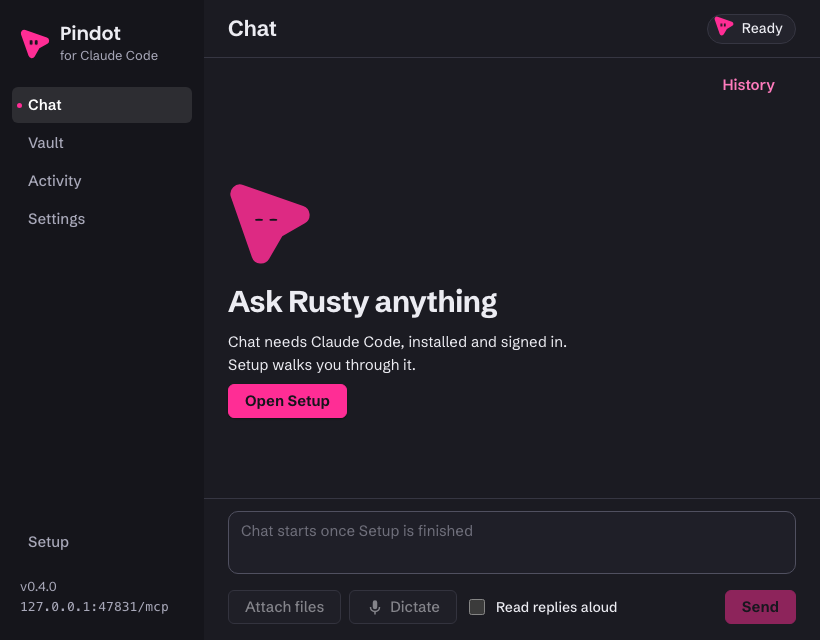 Pindot
for Claude Code
Chat
Vault
Activity
Settings
Setup
v0.4.0
127.0.0.1:47831/mcp
Chat
Ready
History
Ask Rusty anything
Chat needs Claude Code, installed and signed in.
Setup walks you through it.
Open Setup
Chat starts once Setup is finished
Attach files
Dictate
Read replies aloud
Send